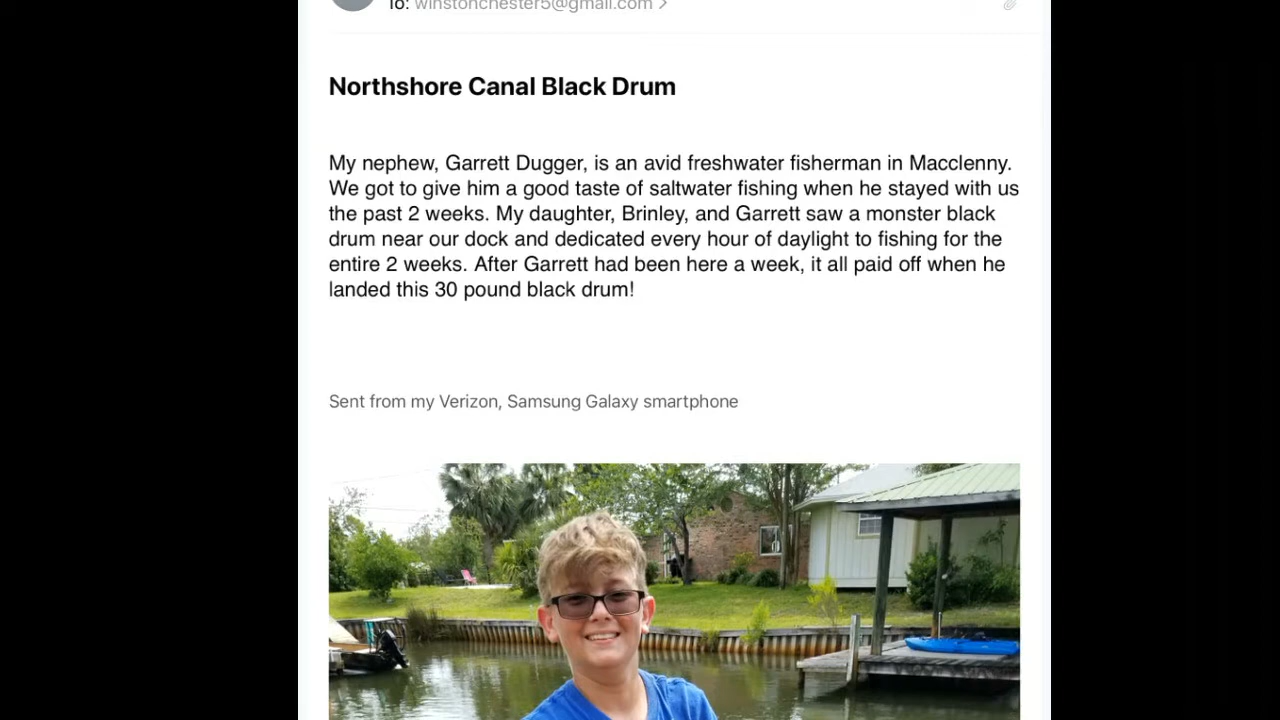 To: winstonchester5@gmail.com >
Northshore Canal Black Drum
My nephew, Garrett Dugger, is an avid freshwater fisherman in Macclenny.
We got to give him a good taste of saltwater fishing when he stayed with us
the past 2 weeks. My daughter, Brinley, and Garrett saw a monster black
drum near our dock and dedicated every hour of daylight to fishing for the
entire 2 weeks. After Garrett had been here a week, it all paid off when he
landed this 30 pound black drum!
Sent from my Verizon, Samsung Galaxy smartphone